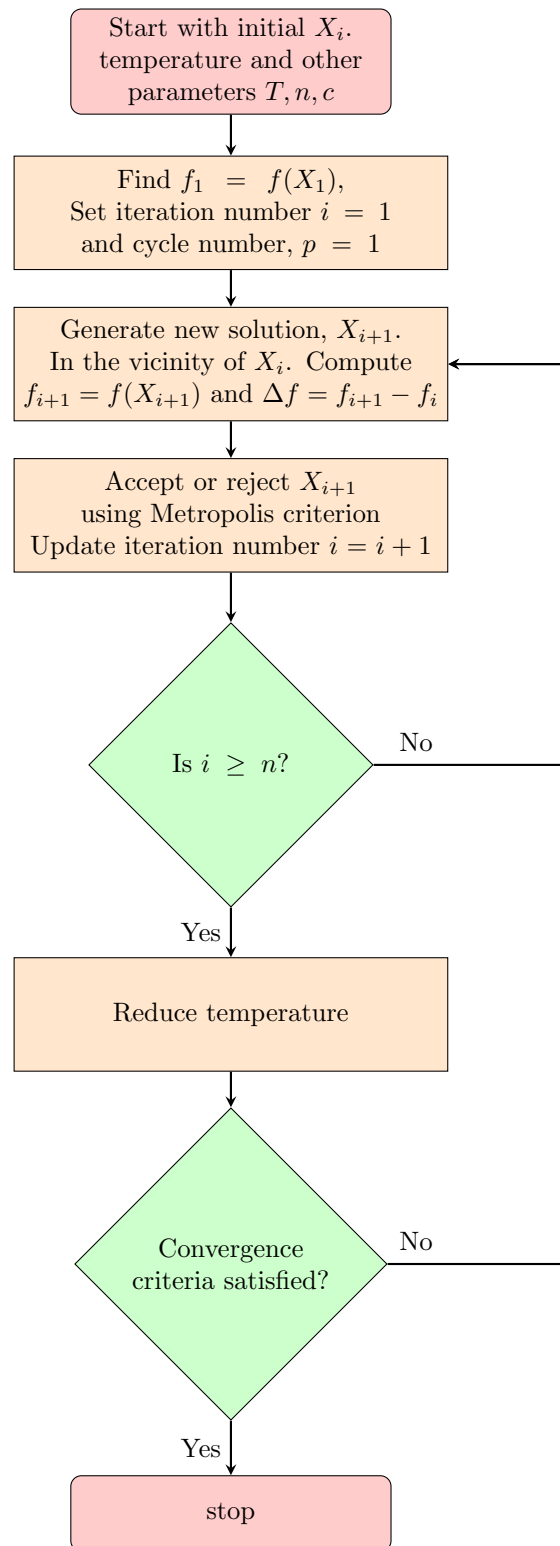 Start with initial $X_i$.
temperature and other
parameters $T, n, c$
Find $f_1 = f(X_1)$,
Set iteration number $i = 1$
and cycle number, $p = 1$
Generate new solution, $X_{i+1}$.
In the vicinity of $X_i$. Compute
$f_{i+1} = f(X_{i+1})$ and $\Delta f = f_{i+1} - f_i$
Accept or reject $X_{i+1}$
using Metropolis criterion
Update iteration number $i = i + 1$
Is $i \geq n$?
No
Yes
Reduce temperature
Convergence
criteria satisfied?
No
Yes
stop